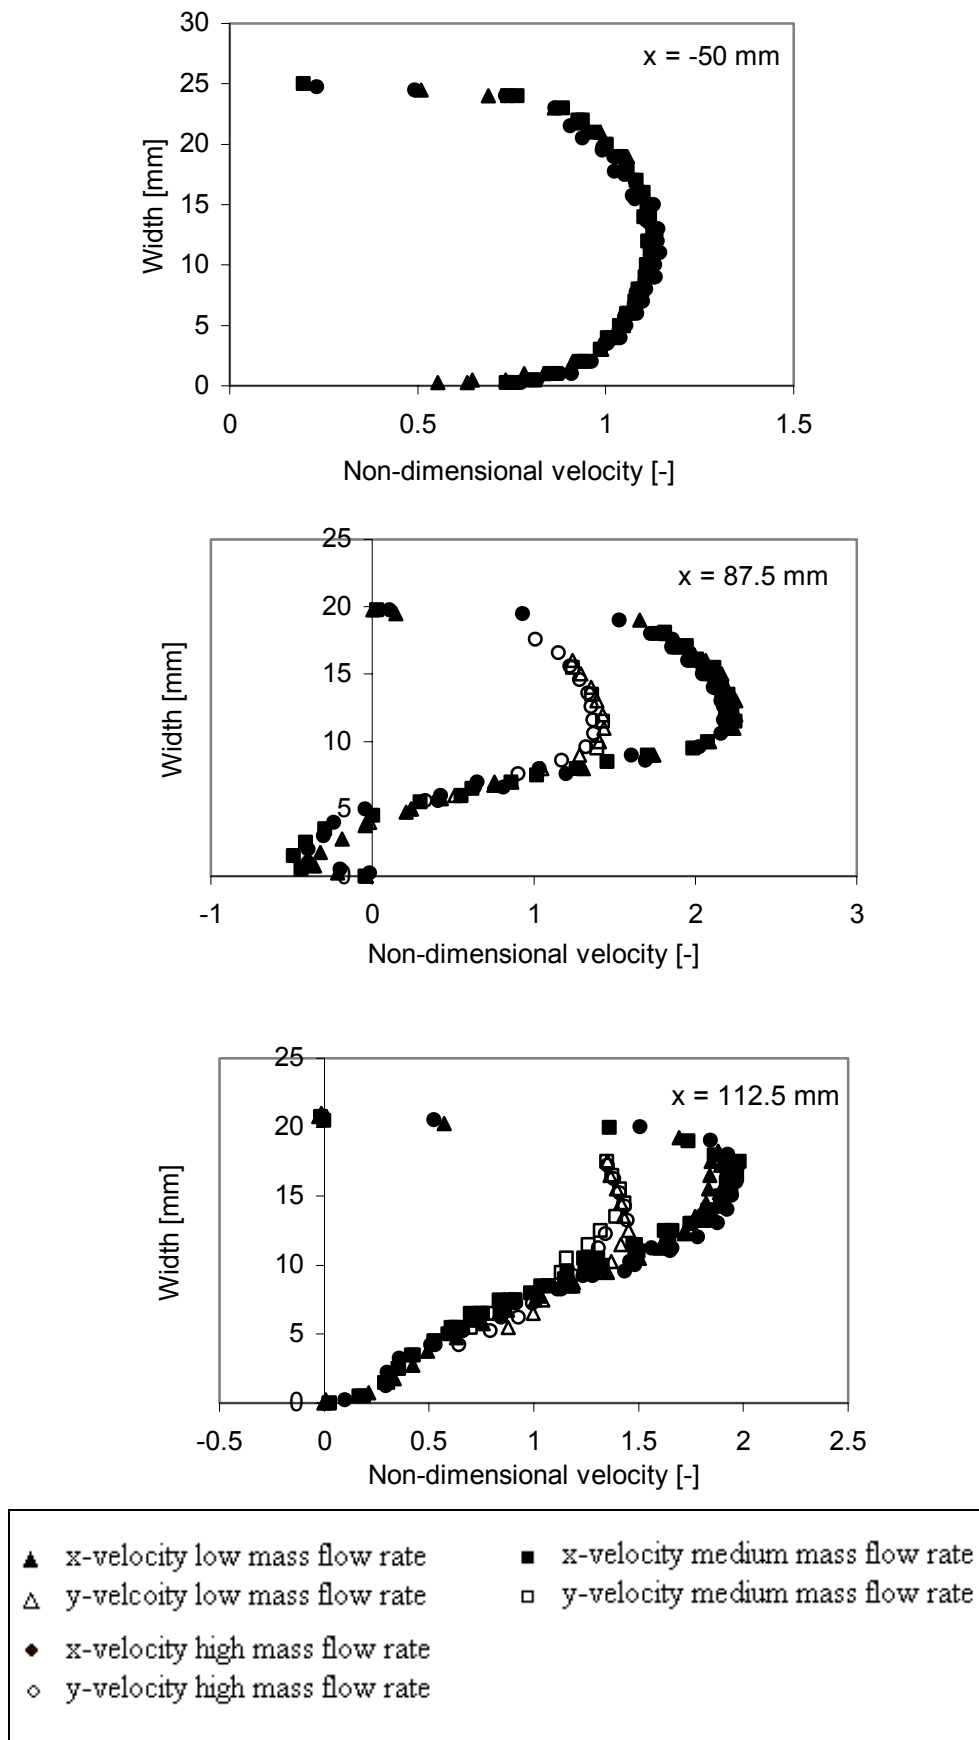 30
x = -50 mm
25
20
15
10
5
0
Width [mm]
0 0.5 1 1.5
Non-dimensional velocity [-]
25
x = 87.5 mm
20
15
10
5
Width [mm]
-1 0 1 2 3
Non-dimensional velocity [-]
25
x = 112.5 mm
20
15
10
5
0
Width [mm]
-0.5 0 0.5 1 1.5 2 2.5
Non-dimensional velocity [-]
x-velocity low mass flow rate
x-velocity medium mass flow rate
y-velcoity low mass flow rate
y-velocity medium mass flow rate
x-velocity high mass flow rate
y-velocity high mass flow rate